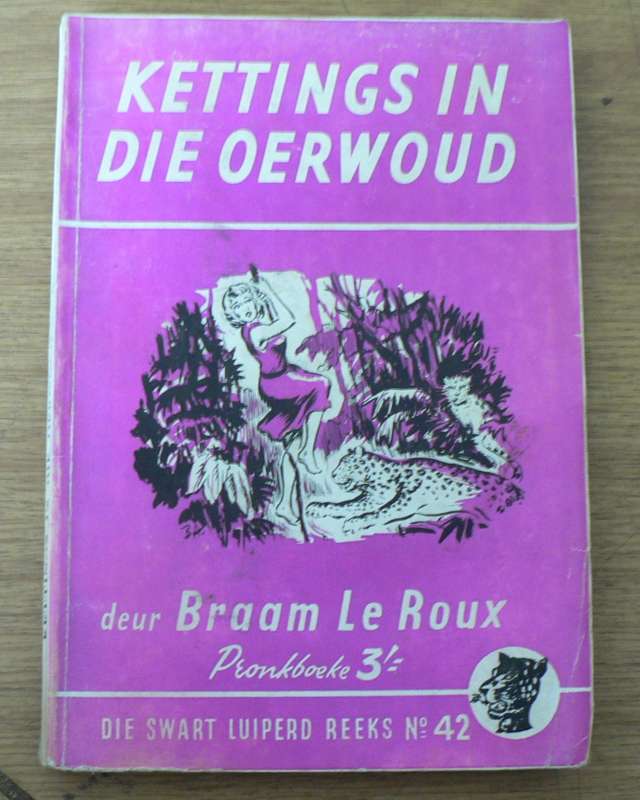 KETTINGS IN
DIE OERWOUD
deur Braam Le Roux
Pronkboeke 3/-
DIE SWART LUIPERD REEKS No 42